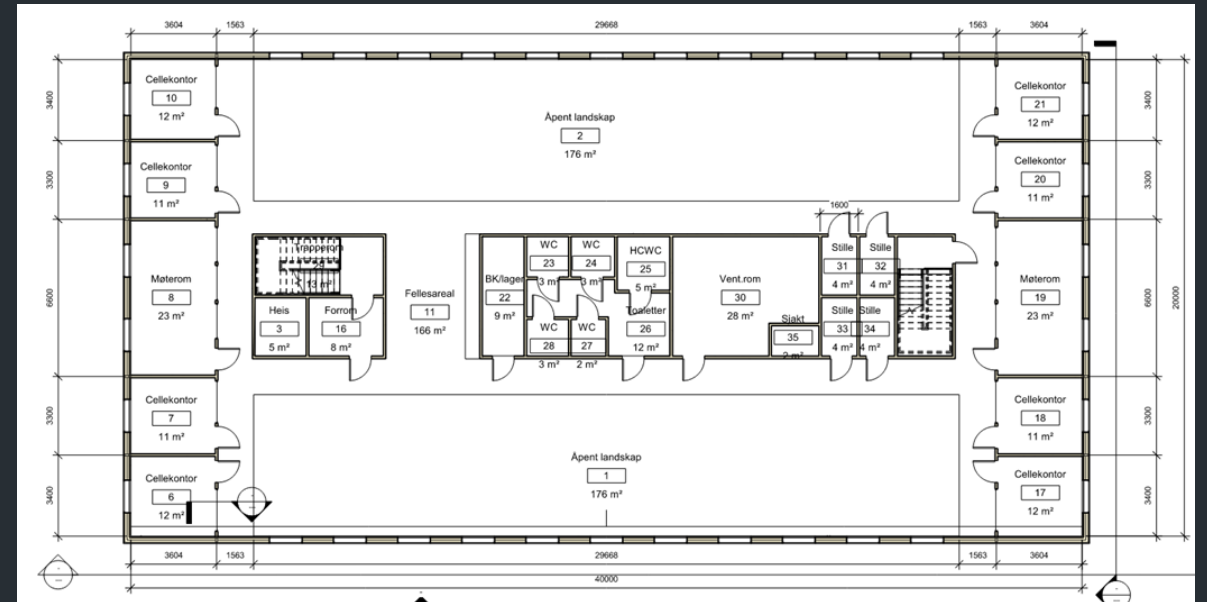 3604
1563
29668
1563
3604
3400
3300
6600
3300
3400
Cellekontor
10
12 m²
Cellekontor
9
11 m²
Møterom
8
23 m²
Cellekontor
7
11 m²
Cellekontor
6
12 m²
Åpent landskap
2
176 m²
Trapperom
13 m²
Heis
3
5 m²
Forrom
16
8 m²
Fellesareal
11
166 m²
BK/lager
22
9 m²
WC
23
3 m²
WC
24
3 m²
HCWC
25
5 m²
Toaletter
26
12 m²
WC
28
3 m²
WC
27
2 m²
Vent.rom
30
28 m²
Sjakt
35
2 m²
1600
Stille
31
4 m²
Stille
32
4 m²
Stille
33
4 m²
Stille
34
4 m²
Åpent landskap
1
176 m²
Cellekontor
21
12 m²
Cellekontor
20
11 m²
Møterom
19
23 m²
Cellekontor
18
11 m²
Cellekontor
17
12 m²
3400
3300
6600
3300
3400
20000
3604
1563
29668
1563
3604
40000